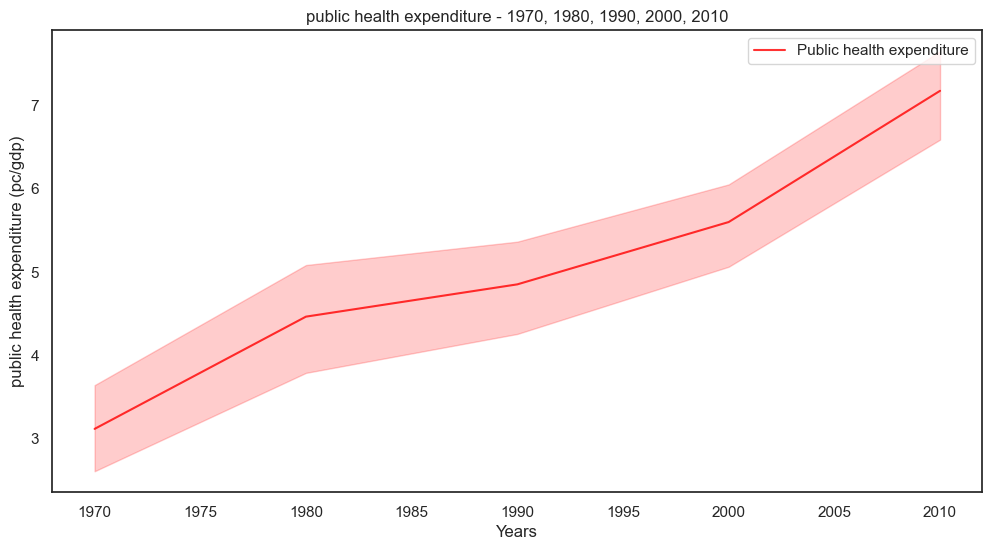 public health expenditure - 1970, 1980, 1990, 2000, 2010
Public health expenditure
public health expenditure (pc/gdp)
7
6
5
4
3
1970 1975 1980 1985 1990 1995 2000 2005 2010
Years